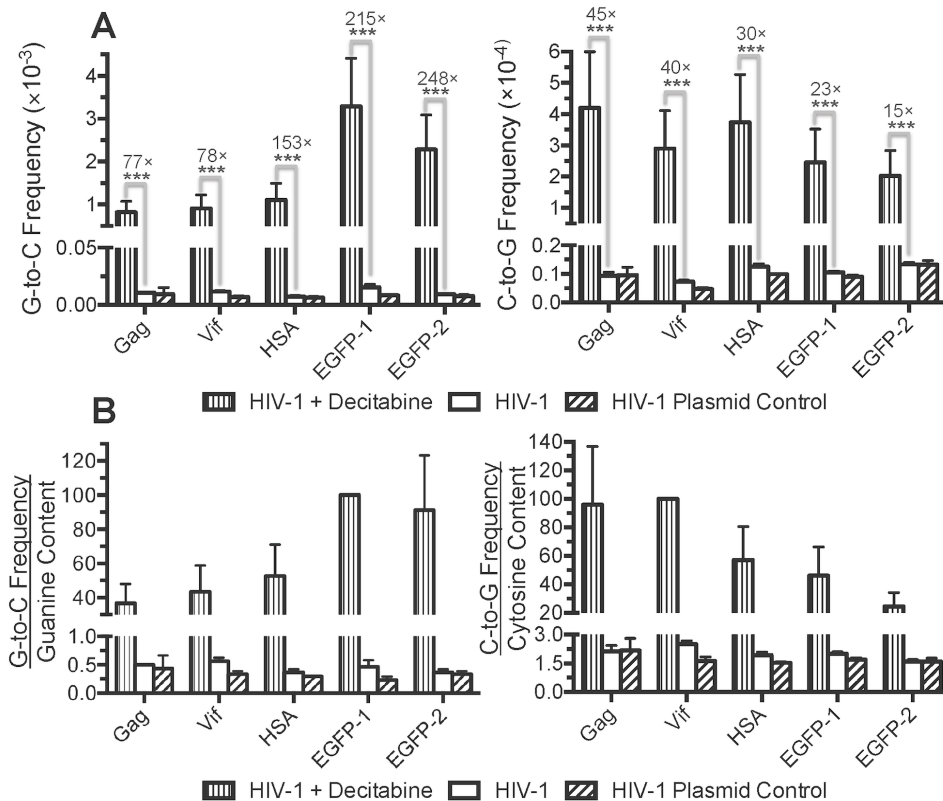 A
G-to-C Frequency (×10⁻³)
4
3
2
1
0.05
0.00
77×
***
78×
***
153×
***
215×
***
248×
***
Gag
Vif
HSA
EGFP-1
EGFP-2
C-to-G Frequency (×10⁻⁴)
6
5
4
3
2
1
0.2
0.1
0.0
45×
***
40×
***
30×
***
23×
***
15×
***
Gag
Vif
HSA
EGFP-1
EGFP-2
HIV-1 + Decitabine HIV-1 HIV-1 Plasmid Control
B
G-to-C Frequency
Guanine Content
120
100
80
60
40
1.0
0.5
0.0
Gag
Vif
HSA
EGFP-1
EGFP-2
C-to-G Frequency
Cytosine Content
140
120
100
80
60
40
20
3.0
1.5
0.0
Gag
Vif
HSA
EGFP-1
EGFP-2
HIV-1 + Decitabine HIV-1 HIV-1 Plasmid Control